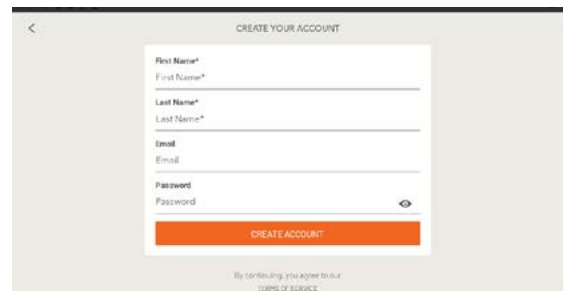 CREATE YOUR ACCOUNT
First Name*
First Name*
Last Name*
Last Name*
Email
Email
Password
Password
CREATE ACCOUNT
By continuing, you agree to our
TERMS OF SERVICE